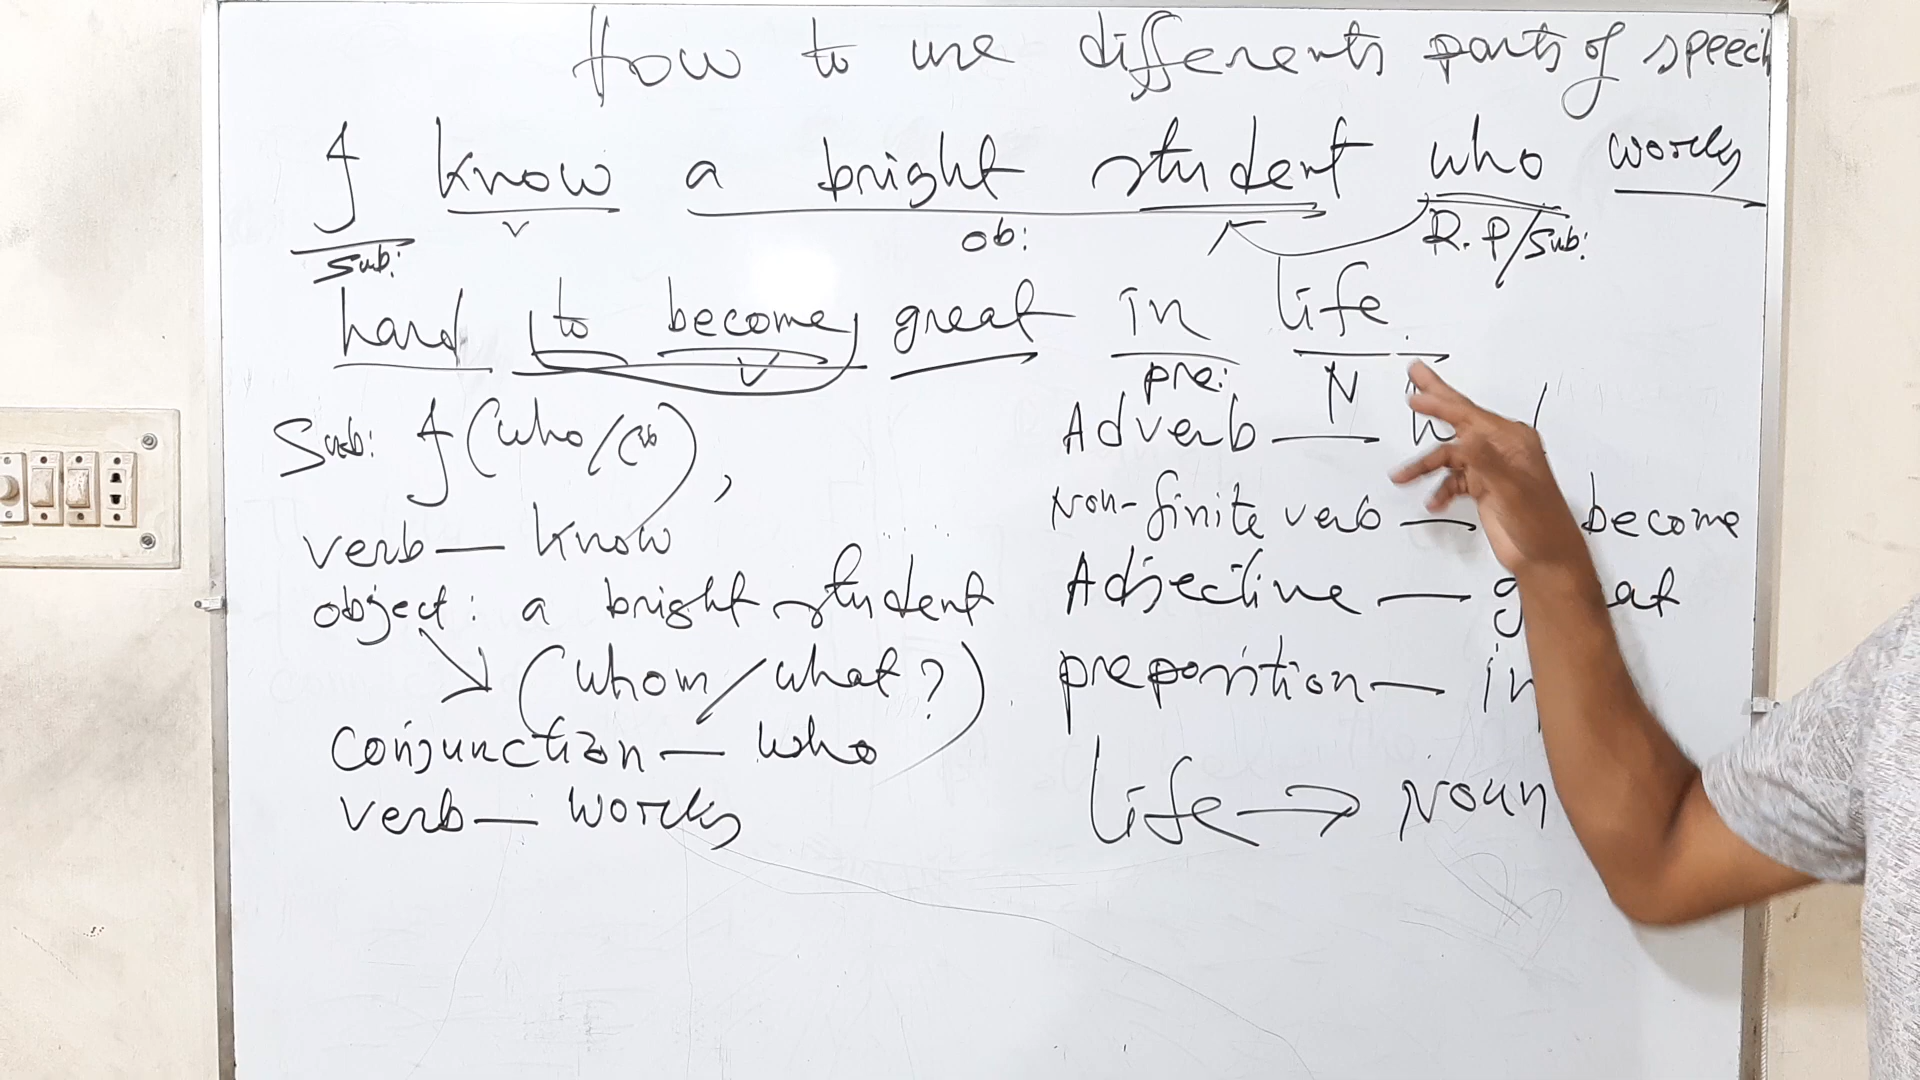 How to use differents parts of speech
I know a bright student who works
Sub: v ob: R.P/Sub:
hard to become great in life.
v pre: N
Sub: I (who/ ),
verb — know
object: a bright student
(whom/what?)
conjunction — who
verb — works
Adverb —
Non-finite verb — become
Adjective — great
preposition — in
life → Noun